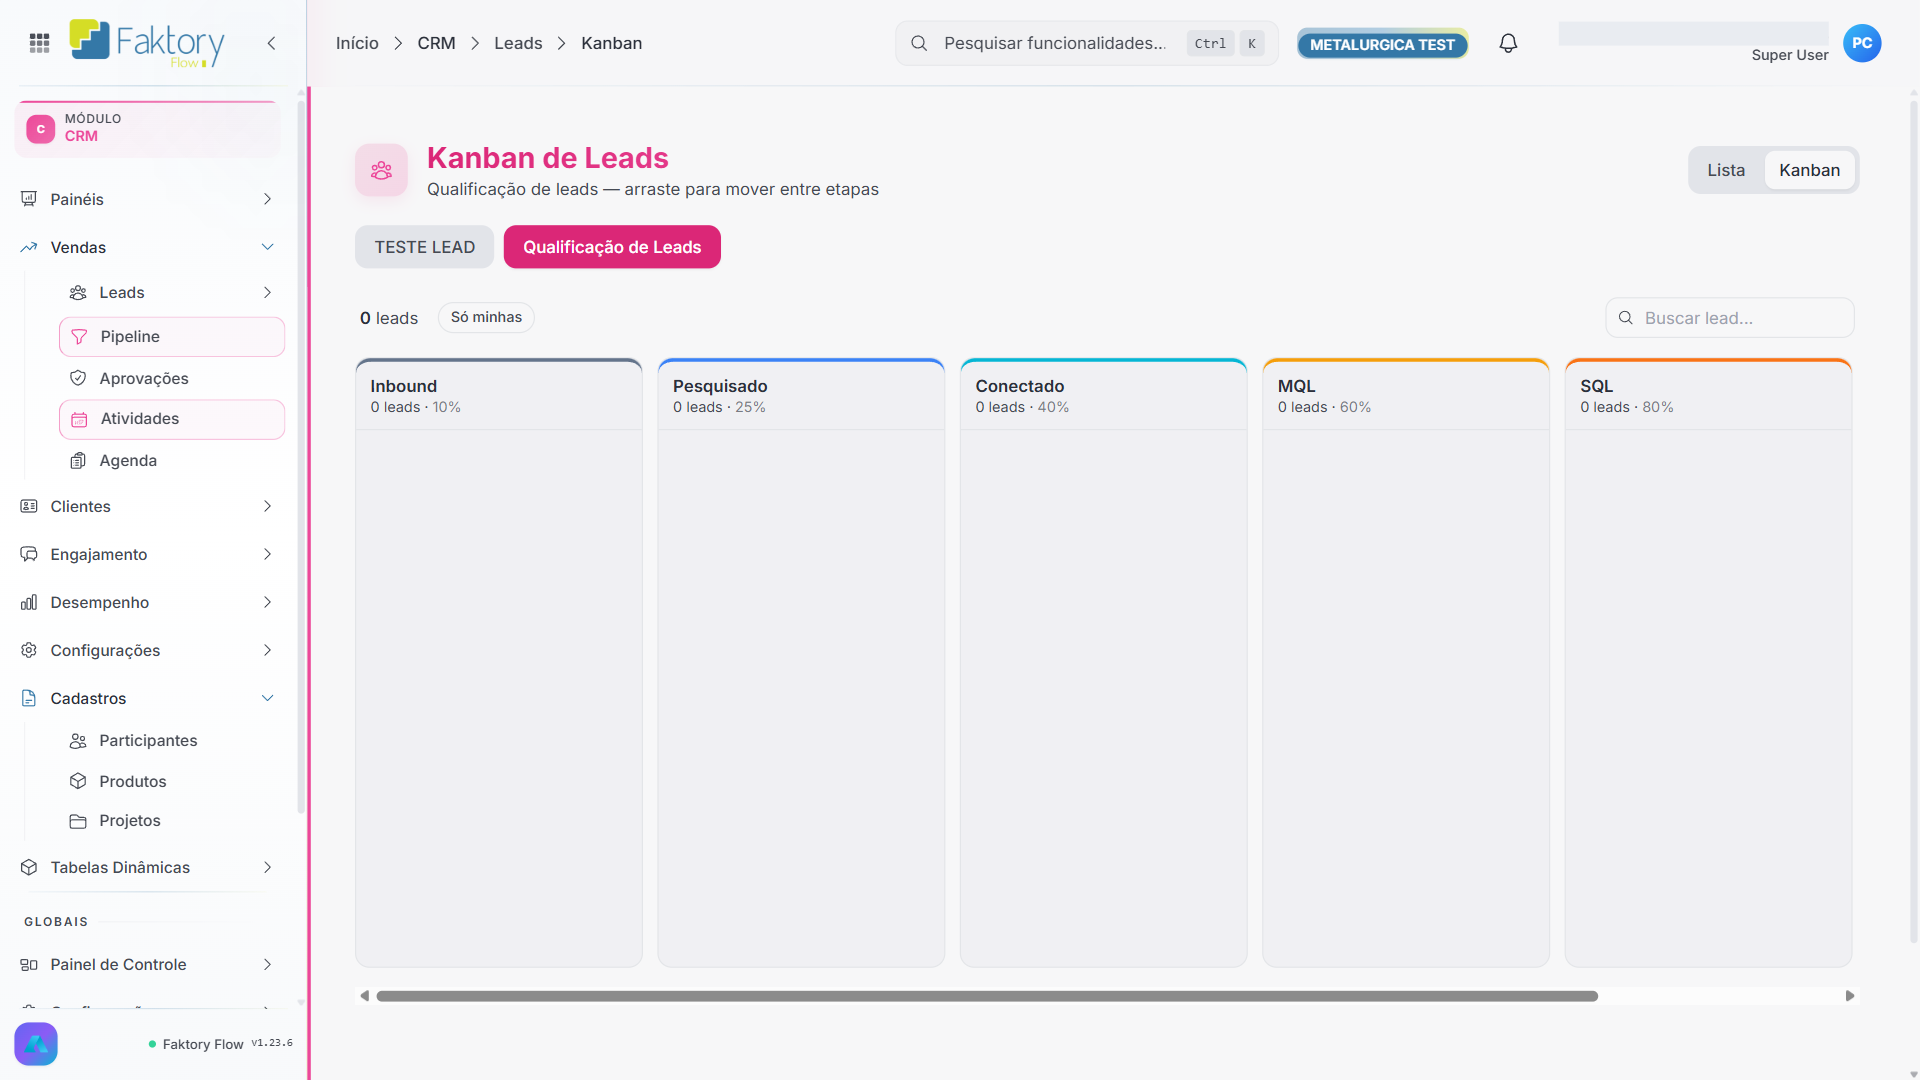 Faktory
Flow
Início
CRM
Leads
Kanban
Pesquisar funcionalidades...
Ctrl
K
METALURGICA TEST
Super User
PC
C
MÓDULO
CRM
Painéis
Vendas
Leads
Pipeline
Aprovações
Atividades
Agenda
Clientes
Engajamento
Desempenho
Configurações
Cadastros
Participantes
Produtos
Projetos
Tabelas Dinâmicas
GLOBAIS
Painel de Controle
Faktory Flow v1.23.6
Kanban de Leads
Qualificação de leads — arraste para mover entre etapas
Lista
Kanban
TESTE LEAD
Qualificação de Leads
0 leads
Só minhas
Buscar lead...
Inbound
0 leads · 10%
Pesquisado
0 leads · 25%
Conectado
0 leads · 40%
MQL
0 leads · 60%
SQL
0 leads · 80%